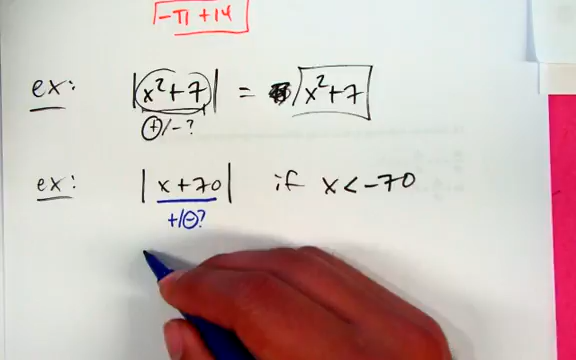 -π + 14
ex: |x²+7| = x²+7
+/-?
ex: |x+70| if x<-70
+/-?